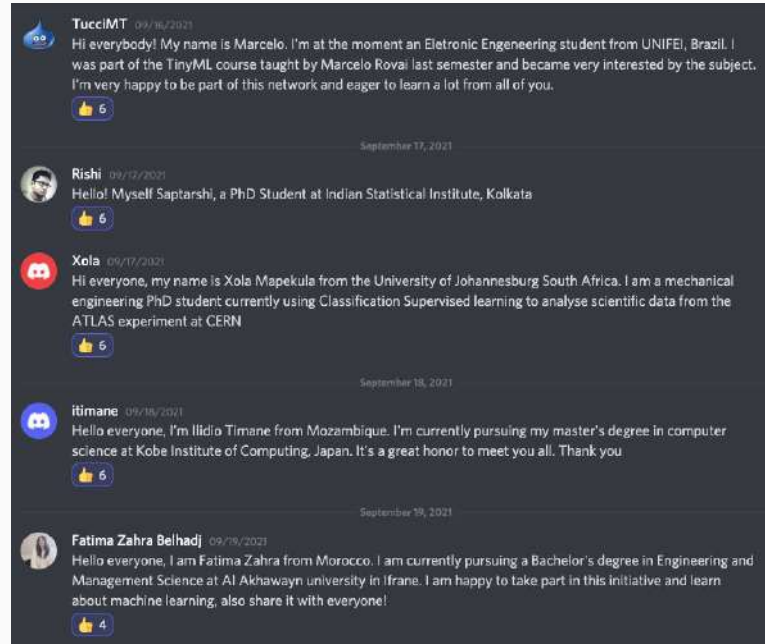 TucciMT 09/16/2021
Hi everybody! My name is Marcelo. I'm at the moment an Eletronic Engeneering student from UNIFEI, Brazil. I
was part of the TinyML course taught by Marcelo Rovai last semester and became very interested by the subject.
I'm very happy to be part of this network and eager to learn a lot from all of you.
👍 6
September 17, 2021
Rishi 09/17/2021
Hello! Myself Saptarshi, a PhD Student at Indian Statistical Institute, Kolkata
👍 6
Xola 09/17/2021
Hi everyone, my name is Xola Mapekula from the University of Johannesburg South Africa. I am a mechanical
engineering PhD student currently using Classification Supervised learning to analyse scientific data from the
ATLAS experiment at CERN
👍 6
September 18, 2021
itimane 09/18/2021
Hello everyone, I'm Ilidio Timane from Mozambique. I'm currently pursuing my master's degree in computer
science at Kobe Institute of Computing, Japan. It's a great honor to meet you all. Thank you
👍 6
September 19, 2021
Fatima Zahra Belhadj 09/19/2021
Hello everyone, I am Fatima Zahra from Morocco. I am currently pursuing a Bachelor's degree in Engineering and
Management Science at Al Akhawayn university in Ifrane. I am happy to take part in this initiative and learn
about machine learning, also share it with everyone!
👍 4